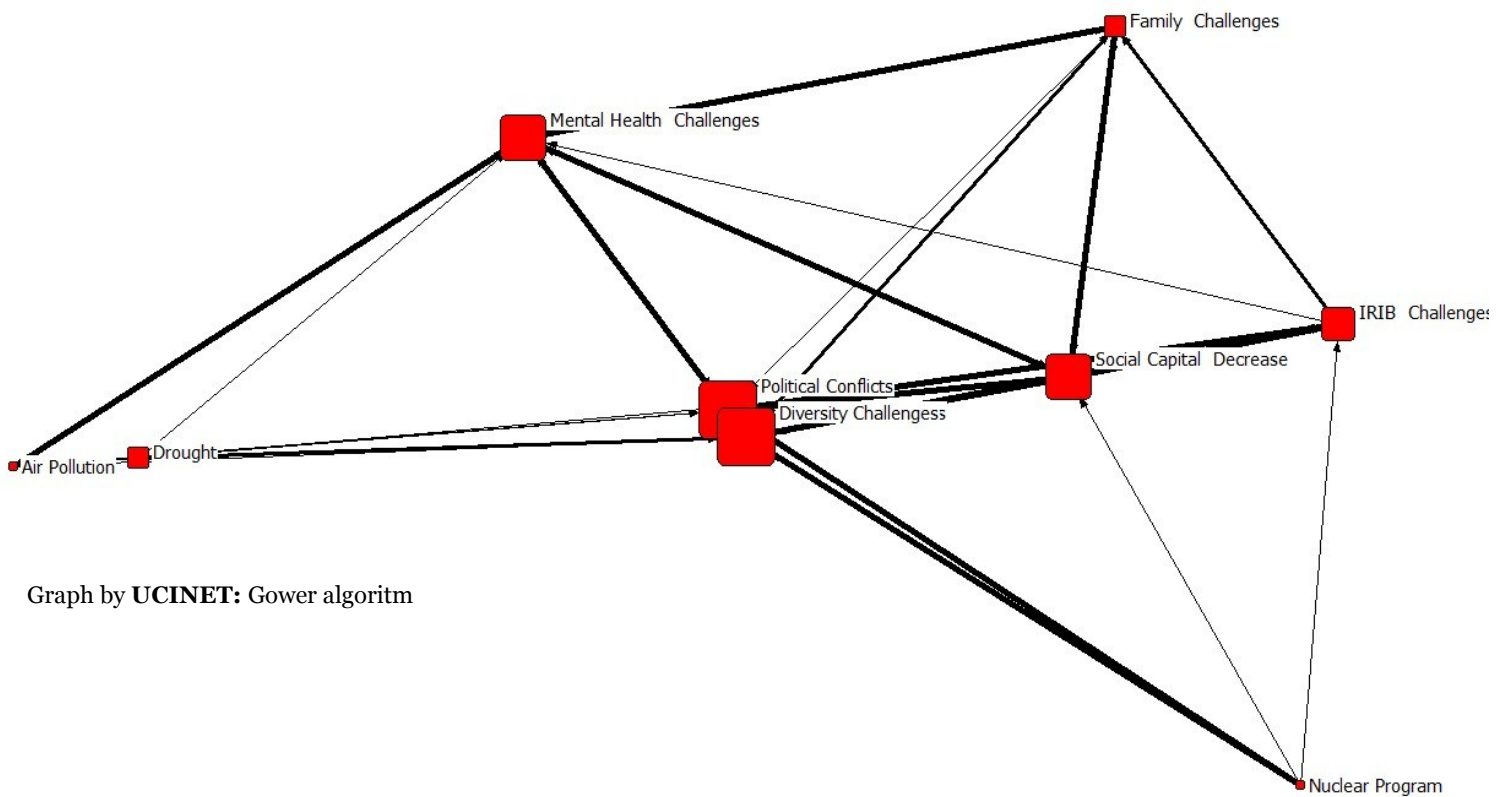 Family Challenges
Mental Health Challenges
IRIB Challenges
Social Capital Decrease
Political Conflicts
Diversity Challengess
Drought
Air Pollution
Graph by UCINET: Gower algoritm
Nuclear Program